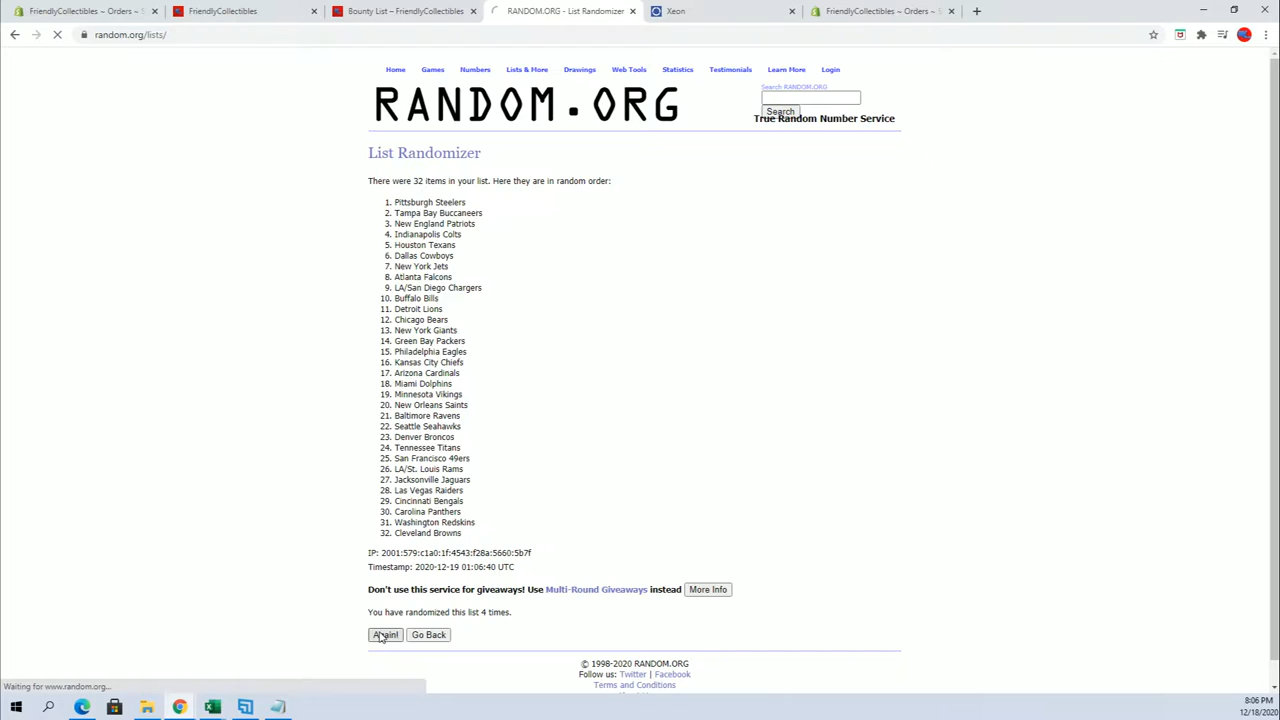 FriendlyCollectibles ~ Orders ~ S
FriendlyCollectibles
Bounty List – FriendlyCollectibles
RANDOM.ORG - List Randomizer
Xeon
FriendlyCollectibles ~ Orders ~ S
random.org/lists/
Home Games Numbers Lists & More Drawings Web Tools Statistics Testimonials Learn More Login
RANDOM.ORG
Search RANDOM.ORG
Search
True Random Number Service
List Randomizer
There were 32 items in your list. Here they are in random order:
1. Pittsburgh Steelers
2. Tampa Bay Buccaneers
3. New England Patriots
4. Indianapolis Colts
5. Houston Texans
6. Dallas Cowboys
7. New York Jets
8. Atlanta Falcons
9. LA/San Diego Chargers
10. Buffalo Bills
11. Detroit Lions
12. Chicago Bears
13. New York Giants
14. Green Bay Packers
15. Philadelphia Eagles
16. Kansas City Chiefs
17. Arizona Cardinals
18. Miami Dolphins
19. Minnesota Vikings
20. New Orleans Saints
21. Baltimore Ravens
22. Seattle Seahawks
23. Denver Broncos
24. Tennessee Titans
25. San Francisco 49ers
26. LA/St. Louis Rams
27. Jacksonville Jaguars
28. Las Vegas Raiders
29. Cincinnati Bengals
30. Carolina Panthers
31. Washington Redskins
32. Cleveland Browns
IP: 2001:579:c1a0:1f:4543:f28a:5660:5b7f
Timestamp: 2020-12-19 01:06:40 UTC
Don't use this service for giveaways! Use Multi-Round Giveaways instead More Info
You have randomized this list 4 times.
Again! Go Back
© 1998-2020 RANDOM.ORG
Follow us: Twitter | Facebook
Terms and Conditions
Waiting for www.random.org...
8:06 PM
12/18/2020